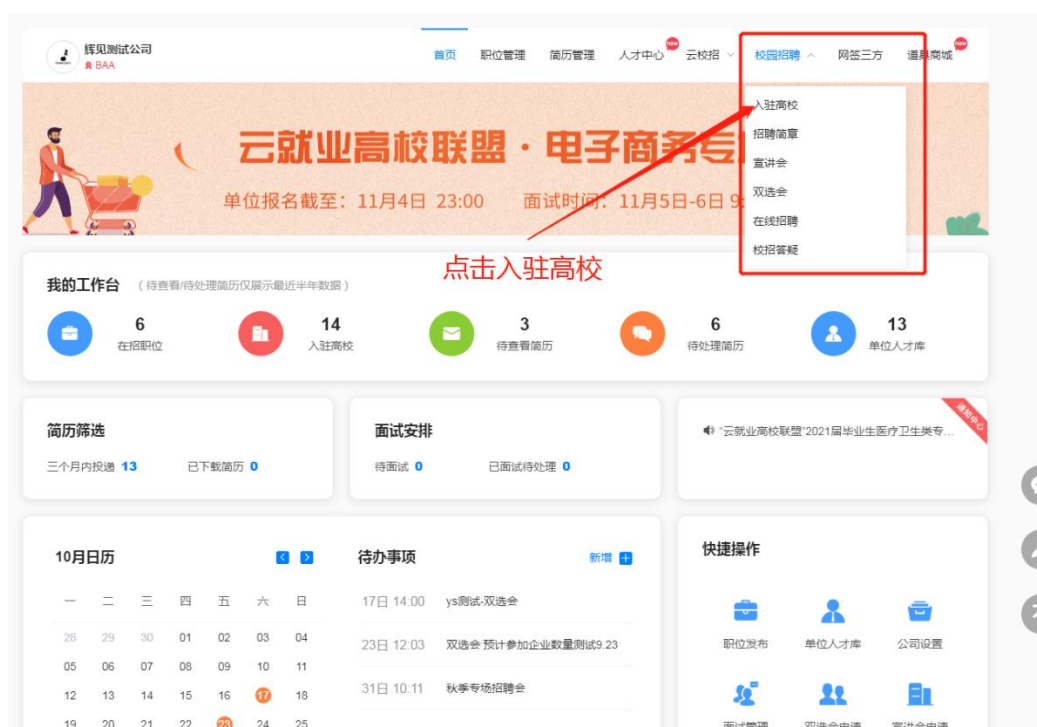 辉见测试公司
BAA
首页 职位管理 简历管理 人才中心 new 云校招 校园招聘 网签三方 道具商城 new
入驻高校
招聘简章
宣讲会
双选会
在线招聘
校招答疑
云就业高校联盟·电子商务专
单位报名截至：11月4日 23:00 面试时间：11月5日-6日 9:
点击入驻高校
我的工作台 （待查看/待处理简历仅展示最近半年数据）
6 14 3 6 13
在招职位 入驻高校 待查看简历 待处理简历 单位人才库
简历筛选
三个月内投递 13 已下载简历 0
面试安排
待面试 0 已面试待处理 0
通知中心
“云就业高校联盟”2021届毕业生医疗卫生类专...
10月日历
一 二 三 四 五 六 日
28 29 30 01 02 03 04
05 06 07 08 09 10 11
12 13 14 15 16 17 18
19 20 21 22 23 24 25
待办事项 新增
17日 14:00 ys测试-双选会
23日 12:03 双选会 预计参加企业数量测试9.23
31日 10:11 秋季专场招聘会
快捷操作
职位发布 单位人才库 公司设置
面试管理 双选会申请 宣讲会申请